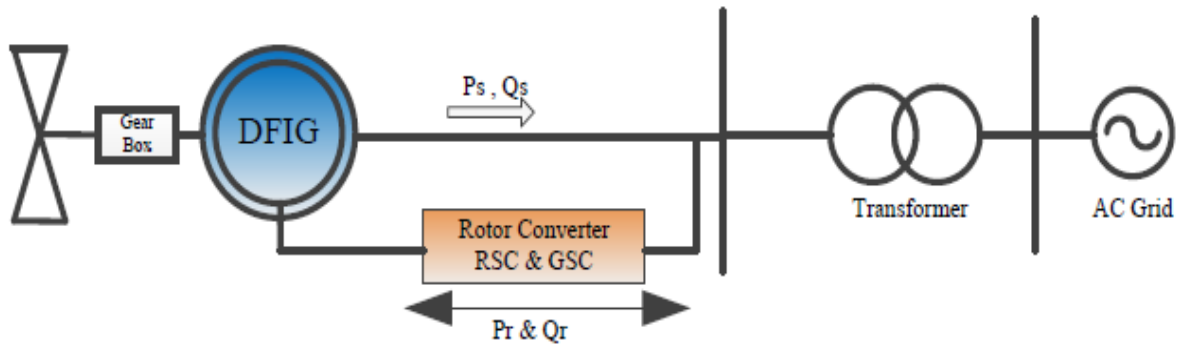 Ps , Qs
Gear
Box
DFIG
Rotor Converter
RSC & GSC
Pr & Qr
Transformer
AC Grid